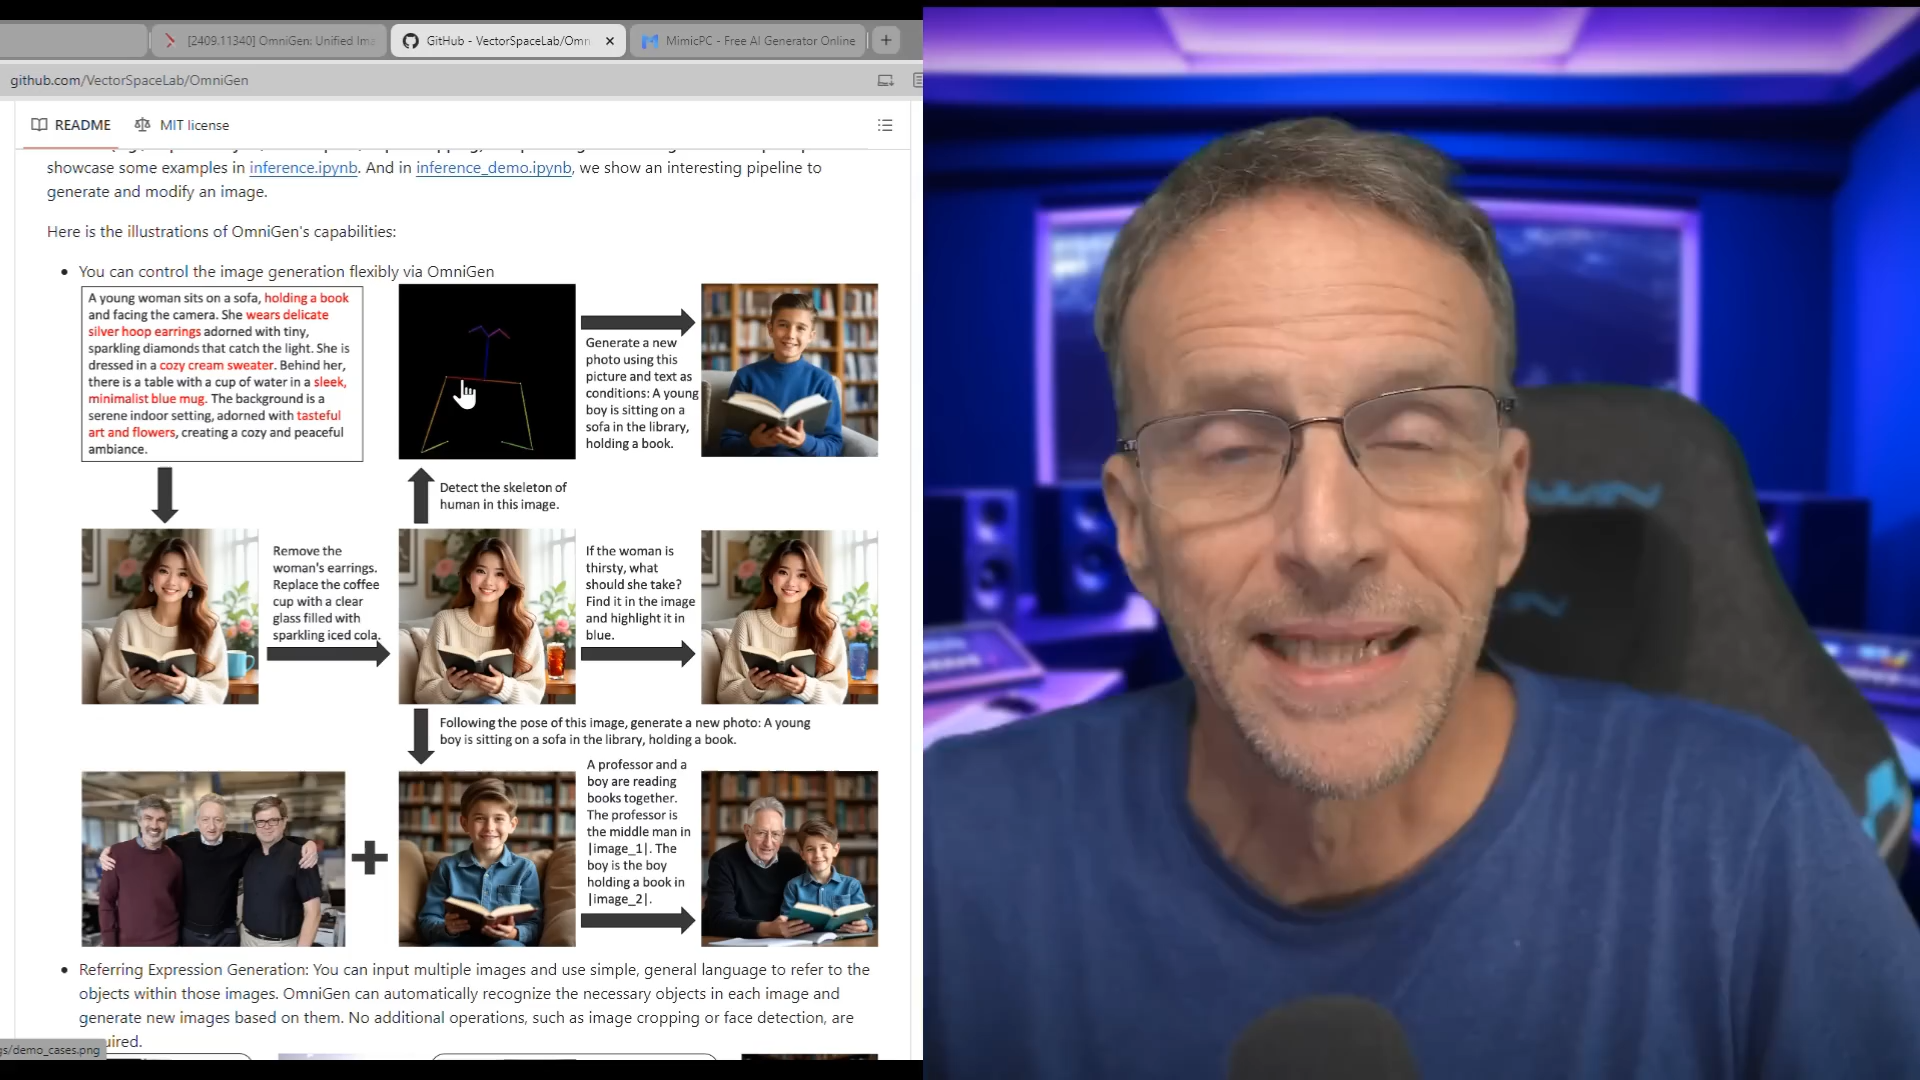 [2409.11340] OmniGen: Unified Ima
GitHub - VectorSpaceLab/Omn
MimicPC - Free AI Generator Online
github.com/VectorSpaceLab/OmniGen
README
MIT license
showcase some examples in inference.ipynb. And in inference_demo.ipynb, we show an interesting pipeline to
generate and modify an image.
Here is the illustrations of OmniGen's capabilities:
You can control the image generation flexibly via OmniGen
A young woman sits on a sofa, holding a book
and facing the camera. She wears delicate
silver hoop earrings adorned with tiny,
sparkling diamonds that catch the light. She is
dressed in a cozy cream sweater. Behind her,
there is a table with a cup of water in a sleek,
minimalist blue mug. The background is a
serene indoor setting, adorned with tasteful
art and flowers, creating a cozy and peaceful
ambiance.
Generate a new
photo using this
picture and text as
conditions: A young
boy is sitting on a
sofa in the library,
holding a book.
Detect the skeleton of
human in this image.
Remove the
woman's earrings.
Replace the coffee
cup with a clear
glass filled with
sparkling iced cola.
If the woman is
thirsty, what
should she take?
Find it in the image
and highlight it in
blue.
Following the pose of this image, generate a new photo: A young
boy is sitting on a sofa in the library, holding a book.
A professor and a
boy are reading
books together.
The professor is
the middle man in
|image_1|. The
boy is the boy
holding a book in
|image_2|.
Referring Expression Generation: You can input multiple images and use simple, general language to refer to the
objects within those images. OmniGen can automatically recognize the necessary objects in each image and
generate new images based on them. No additional operations, such as image cropping or face detection, are
uired.
gs/demo_cases.png